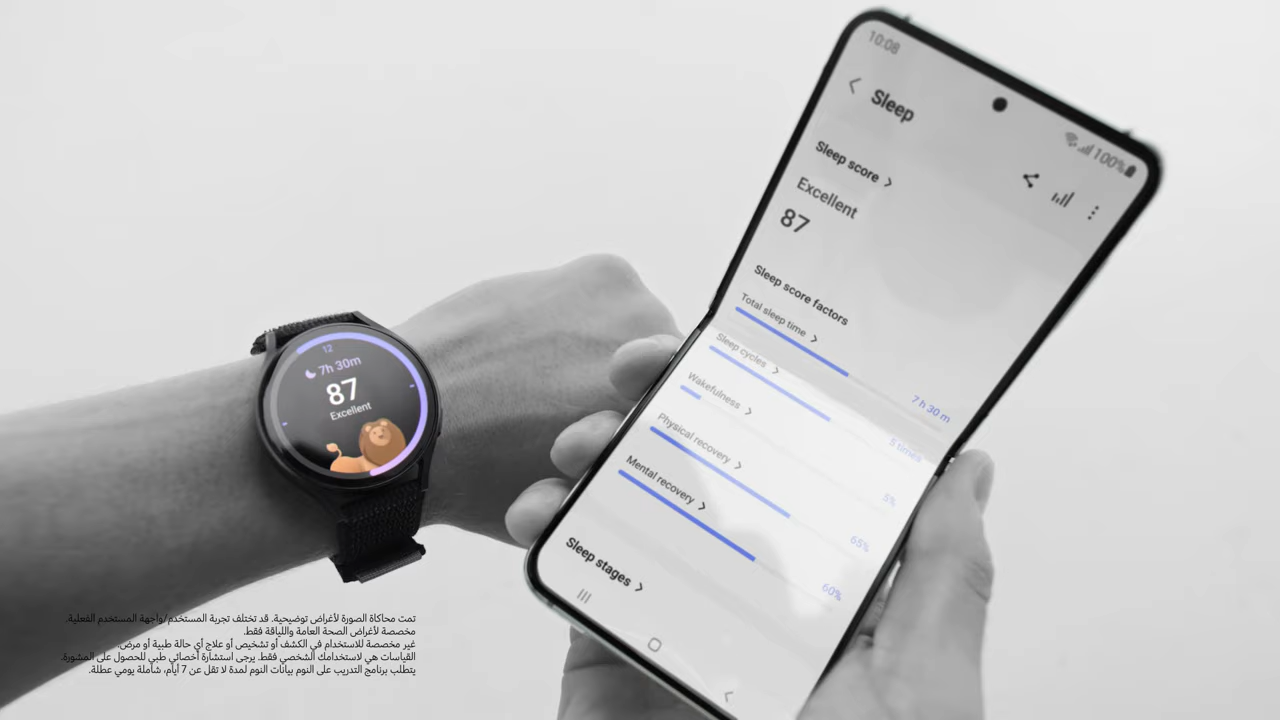 12
7h 30m
87
Excellent
10:08
100%
Sleep
Sleep score
Excellent
87
Sleep score factors
Total sleep time
7 h 30 m
Sleep cycles
5 times
Wakefulness
5%
Physical recovery
65%
Mental recovery
60%
Sleep stages
تمت محاكاة الصورة لأغراض توضيحية. قد تختلف تجربة المستخدم/واجهة المستخدم الفعلية.
مخصصة لأغراض الصحة العامة واللياقة فقط.
غير مخصصة للاستخدام في الكشف أو تشخيص أو علاج أي حالة طبية أو مرض.
القياسات هي لاستخدامك الشخصي فقط. يرجى استشارة أخصائي طبي للحصول على المشورة.
يتطلب برنامج التدريب على النوم بيانات النوم لمدة لا تقل عن 7 أيام، شاملة يومي عطلة.